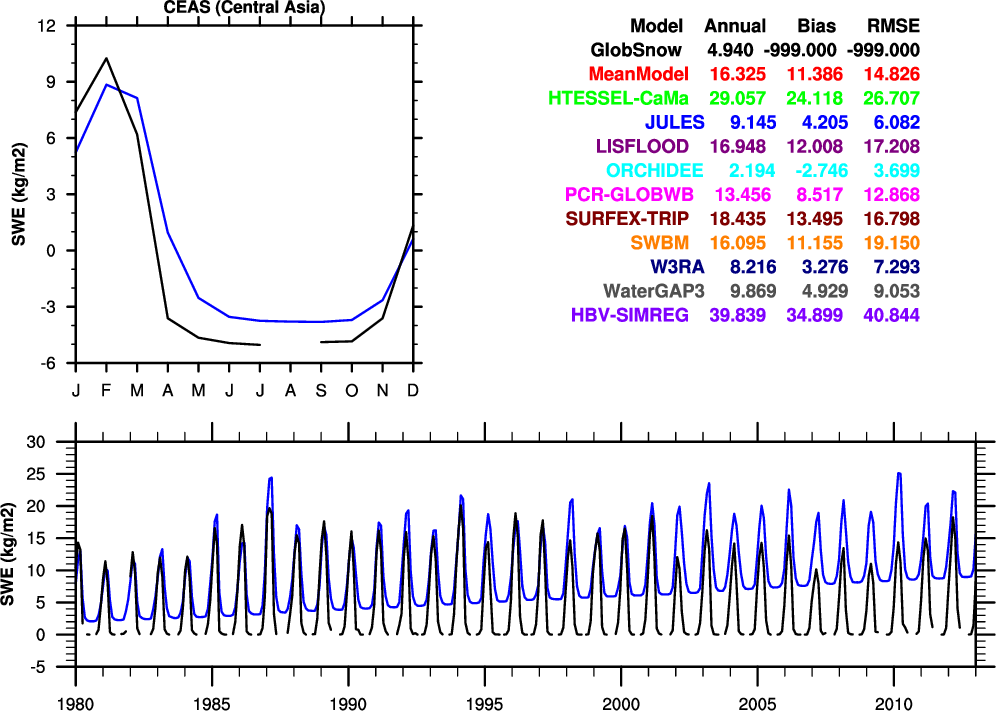 CEAS (Central Asia)
12
9
6
3
0
-3
-6
SWE (kg/m2)
J F M A M J J A S O N D
Model Annual Bias RMSE
GlobSnow 4.940 -999.000 -999.000
MeanModel 16.325 11.386 14.826
HTESSEL-CaMa 29.057 24.118 26.707
JULES 9.145 4.205 6.082
LISFLOOD 16.948 12.008 17.208
ORCHIDEE 2.194 -2.746 3.699
PCR-GLOBWB 13.456 8.517 12.868
SURFEX-TRIP 18.435 13.495 16.798
SWBM 16.095 11.155 19.150
W3RA 8.216 3.276 7.293
WaterGAP3 9.869 4.929 9.053
HBV-SIMREG 39.839 34.899 40.844
30
25
20
15
10
5
0
-5
SWE (kg/m2)
1980 1985 1990 1995 2000 2005 2010